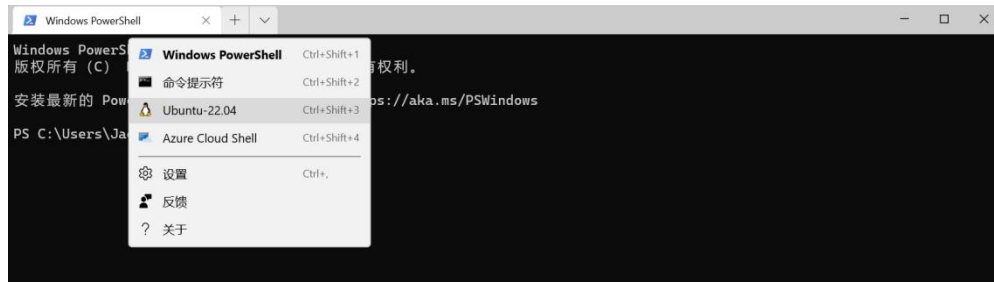 Windows PowerShell
Windows PowerS
版权所有 (C)
权利。
安装最新的 Pow
ps://aka.ms/PSWindows
PS C:\Users\Ja
Windows PowerShell Ctrl+Shift+1
命令提示符 Ctrl+Shift+2
Ubuntu-22.04 Ctrl+Shift+3
Azure Cloud Shell Ctrl+Shift+4
设置 Ctrl+,
反馈
关于